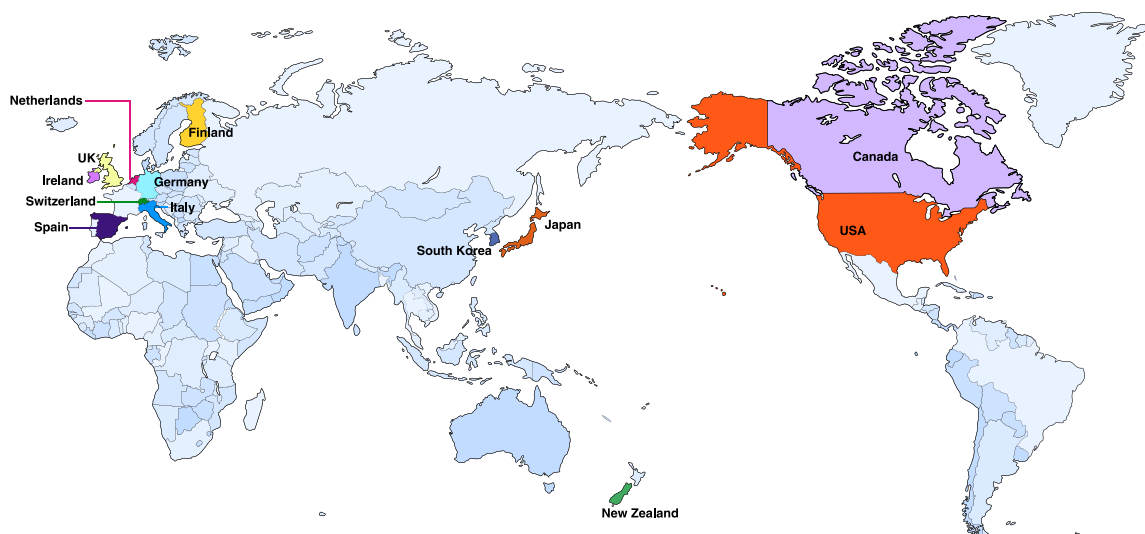 Netherlands
Finland
UK
Ireland
Germany
Switzerland
Italy
Spain
South Korea
Japan
Canada
USA
New Zealand